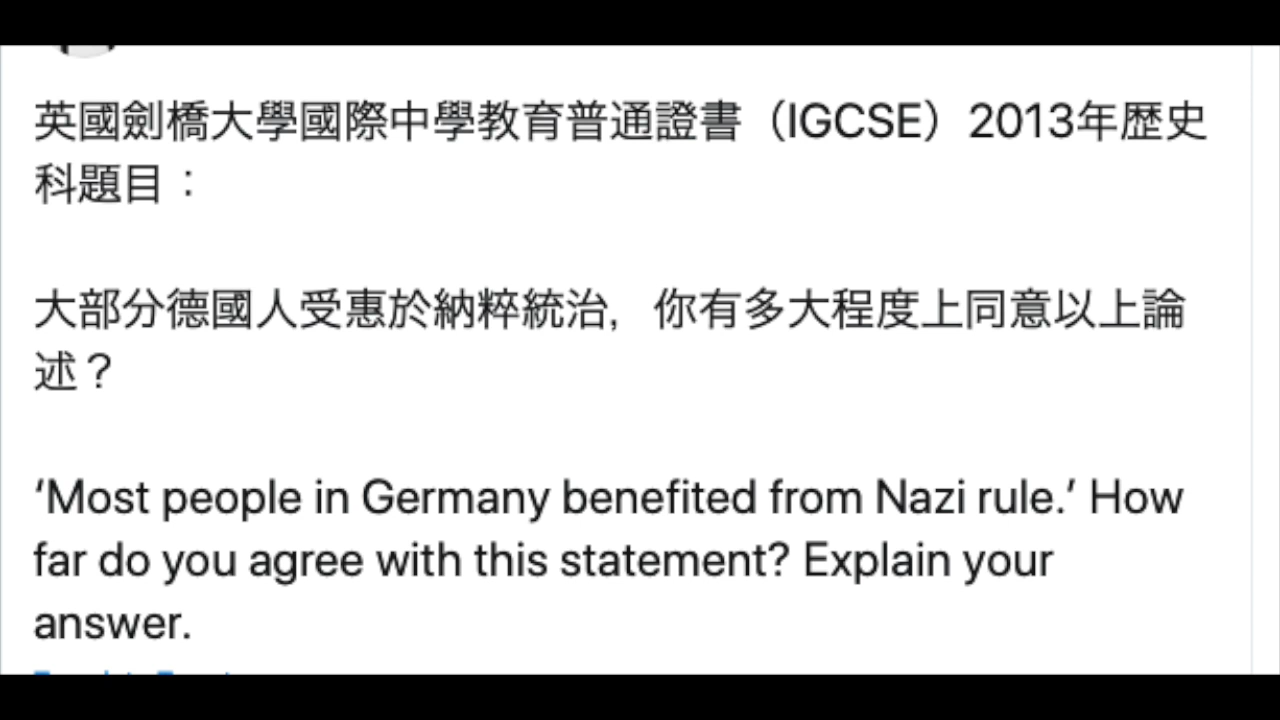 英國劍橋大學國際中學教育普通證書（IGCSE）2013年歷史
科題目：
大部分德國人受惠於納粹統治，你有多大程度上同意以上論
述？
‘Most people in Germany benefited from Nazi rule.’ How
far do you agree with this statement? Explain your
answer.